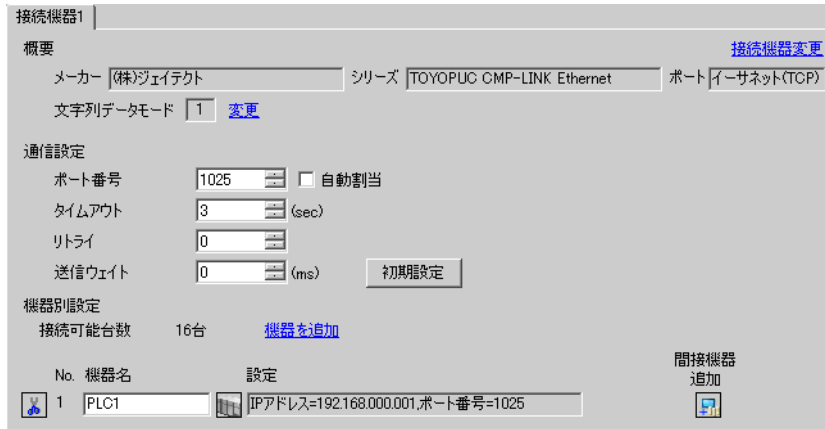 接続機器1
概要
接続機器変更
メーカー (株)ジェイテクト シリーズ TOYOPUC CMP-LINK Ethernet ポート イーサネット(TCP)
文字列データモード 1 変更
通信設定
ポート番号 1025 自動割当
タイムアウト 3 (sec)
リトライ 0
送信ウェイト 0 (ms) 初期設定
機器別設定
接続可能台数 16台 機器を追加
間接機器
No. 機器名 設定 追加
1 PLC1 IPアドレス=192.168.000.001,ポート番号=1025